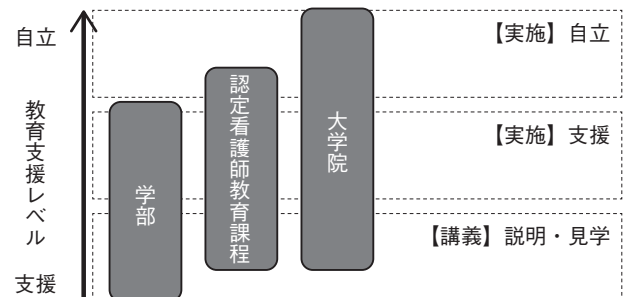 自立
教育支援レベル
支援
学部
認定看護師教育課程
大学院
【実施】自立
【実施】支援
【講義】説明・見学